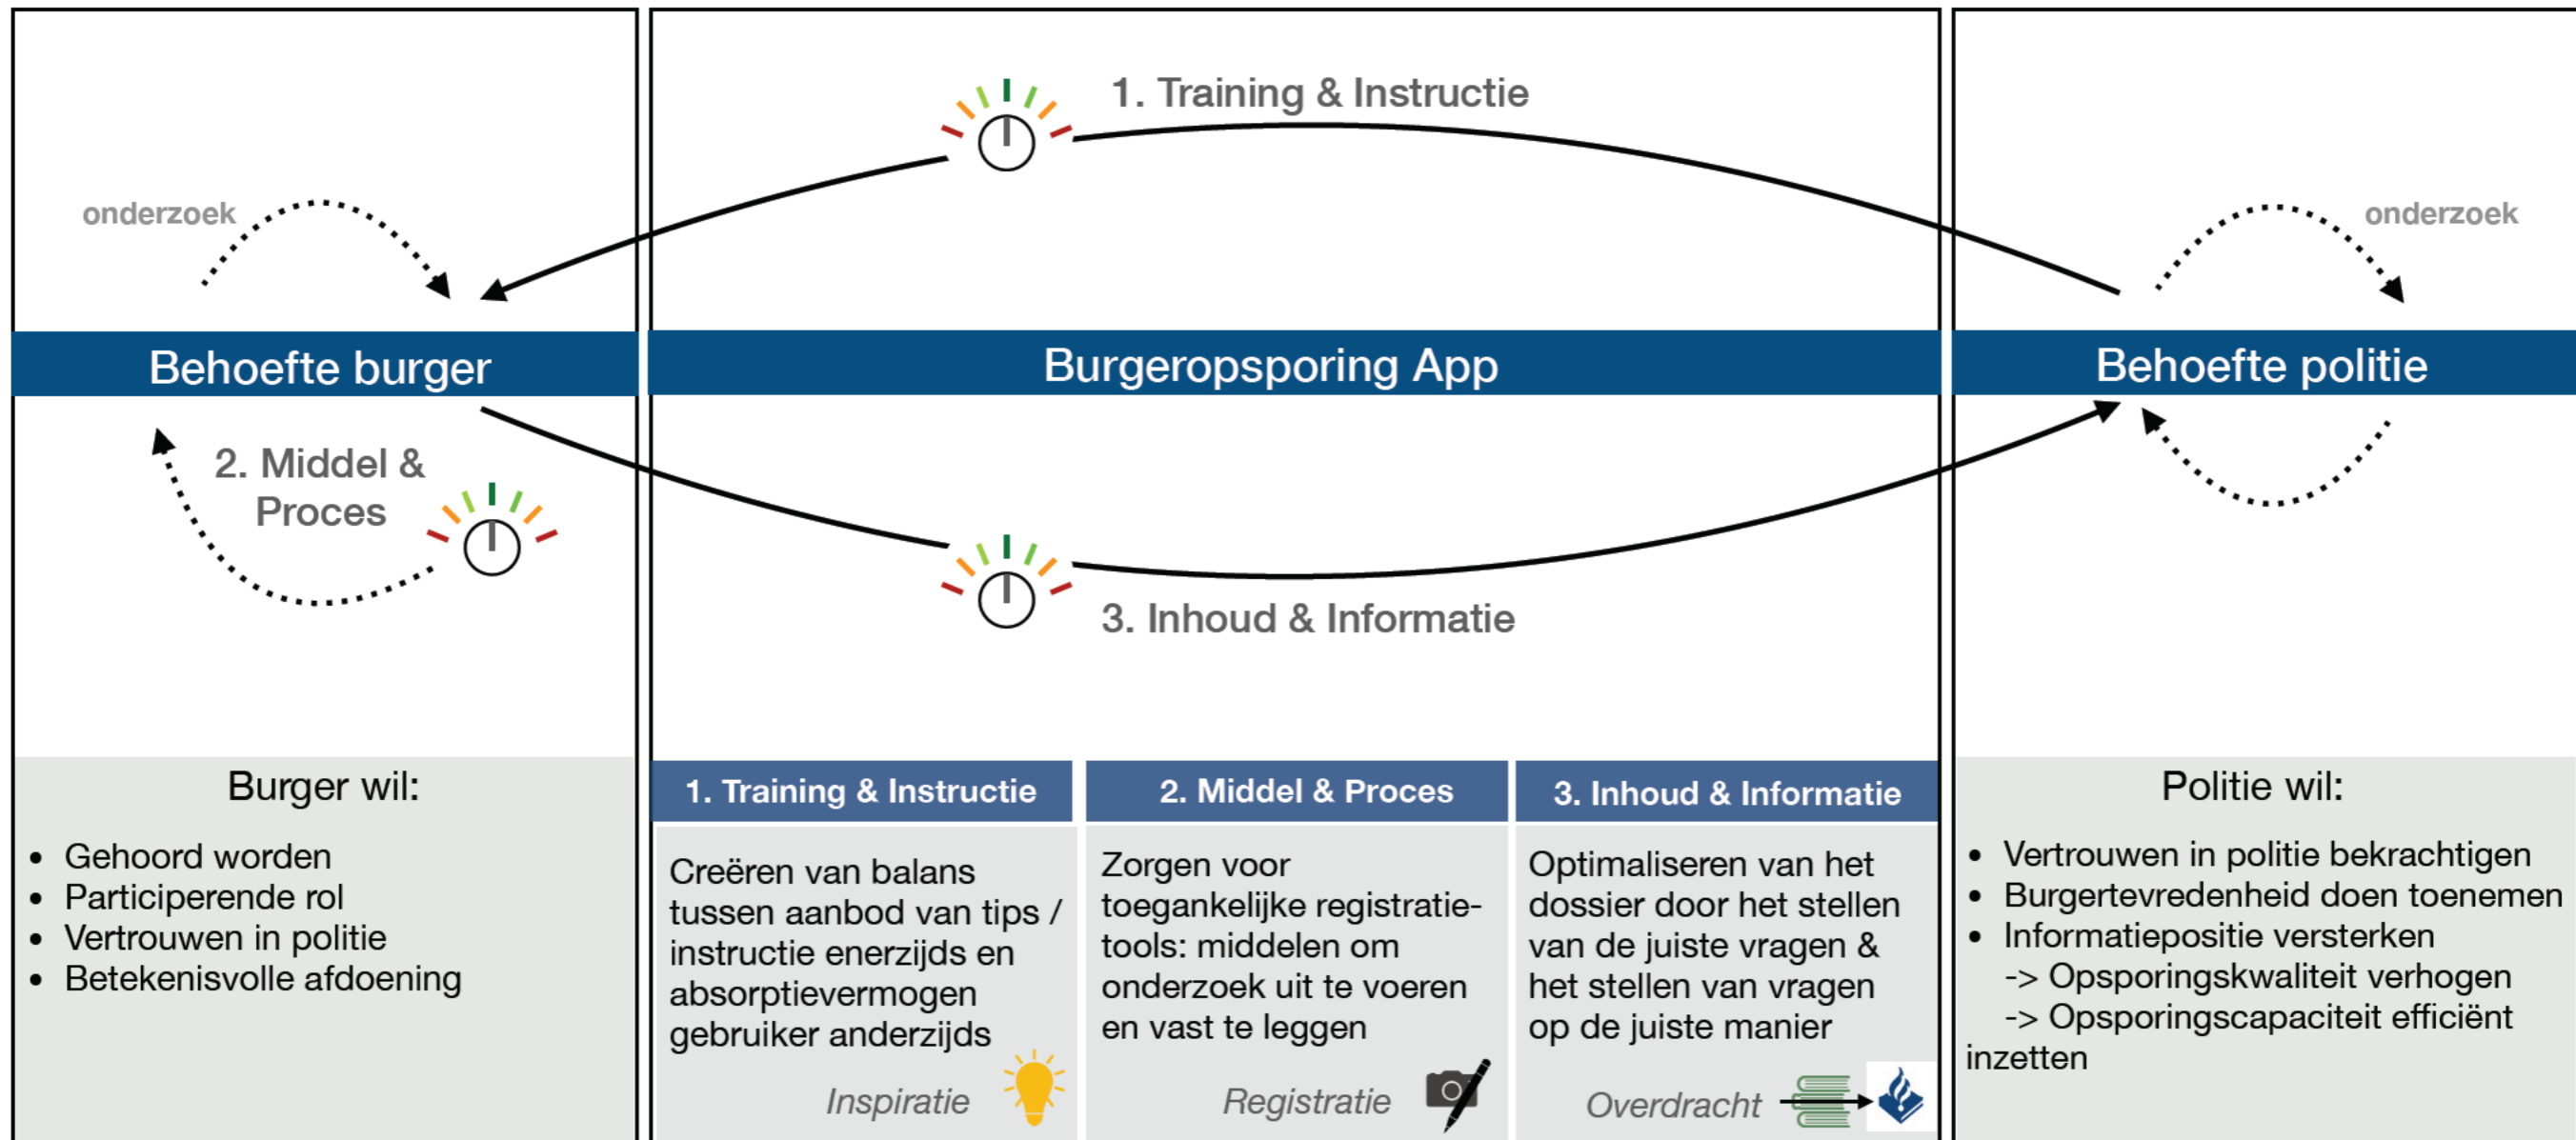 1. Training & Instructie
onderzoek
onderzoek
Behoefte burger
Burgeropsporing App
Behoefte politie
2. Middel &
Proces
3. Inhoud & Informatie
Burger wil:
• Gehoord worden
• Participerende rol
• Vertrouwen in politie
• Betekenisvolle afdoening
1. Training & Instructie
Creëren van balans
tussen aanbod van tips /
instructie enerzijds en
absorptievermogen
gebruiker anderzijds
Inspiratie
2. Middel & Proces
Zorgen voor
toegankelijke registratie-
tools: middelen om
onderzoek uit te voeren
en vast te leggen
Registratie
3. Inhoud & Informatie
Optimaliseren van het
dossier door het stellen
van de juiste vragen &
het stellen van vragen
op de juiste manier
Overdracht
Politie wil:
• Vertrouwen in politie bekrachtigen
• Burgertevredenheid doen toenemen
• Informatiepositie versterken
-> Opsporingskwaliteit verhogen
-> Opsporingscapaciteit efficiënt
inzetten